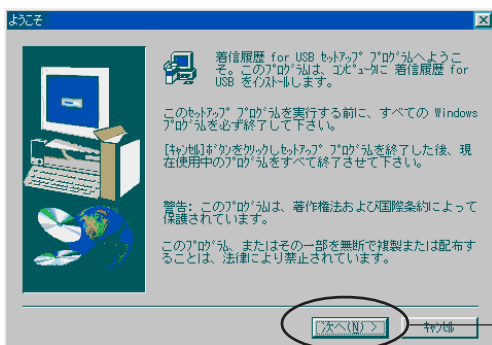 ようこそ
着信履歴 for USB ｾｯﾄｱｯﾌﾟ ﾌﾟﾛｸﾞﾗﾑへようこ
そ。このﾌﾟﾛｸﾞﾗﾑは、ｺﾝﾋﾟｭｰﾀに 着信履歴 for
USB をｲﾝｽﾄｰﾙします。
このｾｯﾄｱｯﾌﾟ ﾌﾟﾛｸﾞﾗﾑを実行する前に、すべての Windows
ﾌﾟﾛｸﾞﾗﾑを必ず終了して下さい。
[ｷｬﾝｾﾙ]ﾎﾞﾀﾝをｸﾘｯｸしｾｯﾄｱｯﾌﾟ ﾌﾟﾛｸﾞﾗﾑを終了した後、現
在使用中のﾌﾟﾛｸﾞﾗﾑをすべて終了させて下さい。
警告: このﾌﾟﾛｸﾞﾗﾑは、著作権法および国際条約によって
保護されています。
このﾌﾟﾛｸﾞﾗﾑ、またはその一部を無断で複製または配布す
ることは、法律により禁止されています。
次へ(N) >
ｷｬﾝｾﾙ